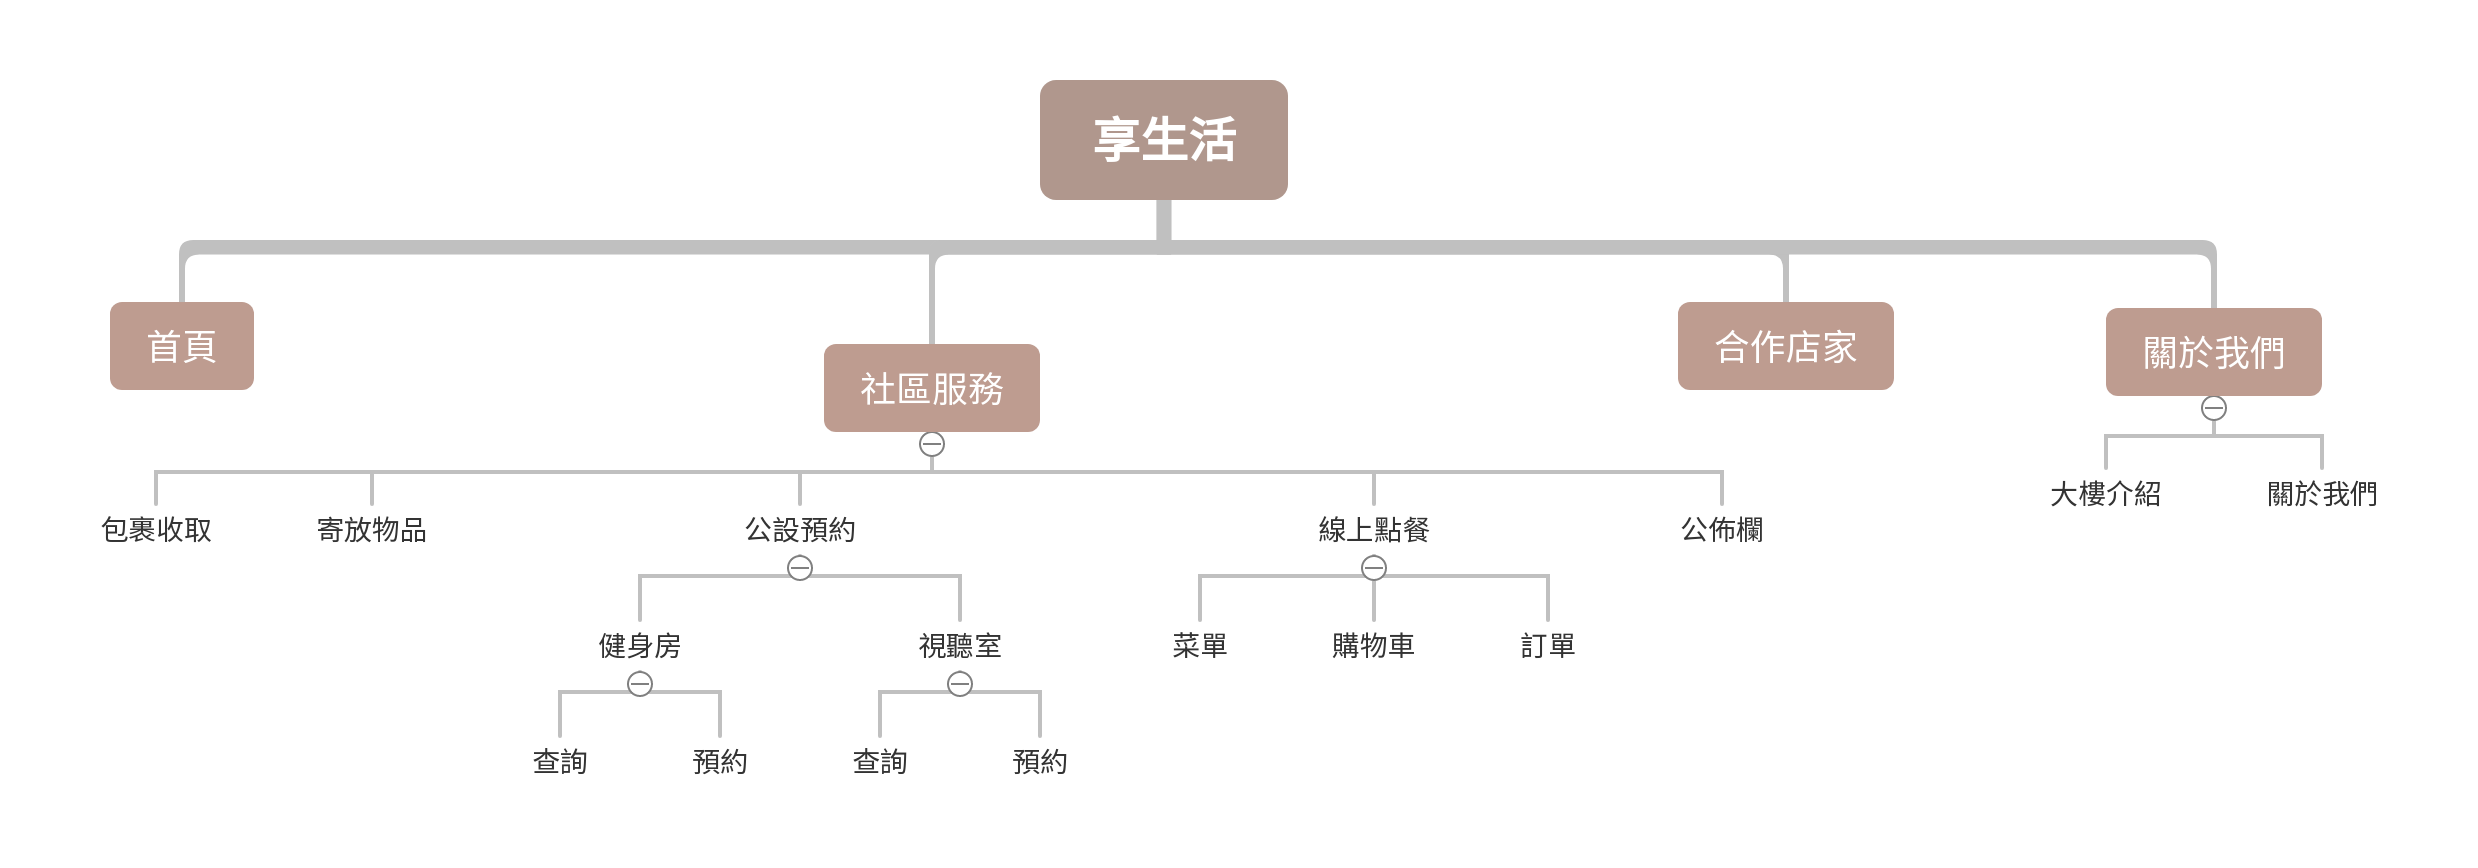 享生活
首頁
社區服務
合作店家
關於我們
包裹收取
寄放物品
公設預約
線上點餐
公佈欄
大樓介紹
關於我們
健身房
視聽室
菜單
購物車
訂單
查詢
預約
查詢
預約